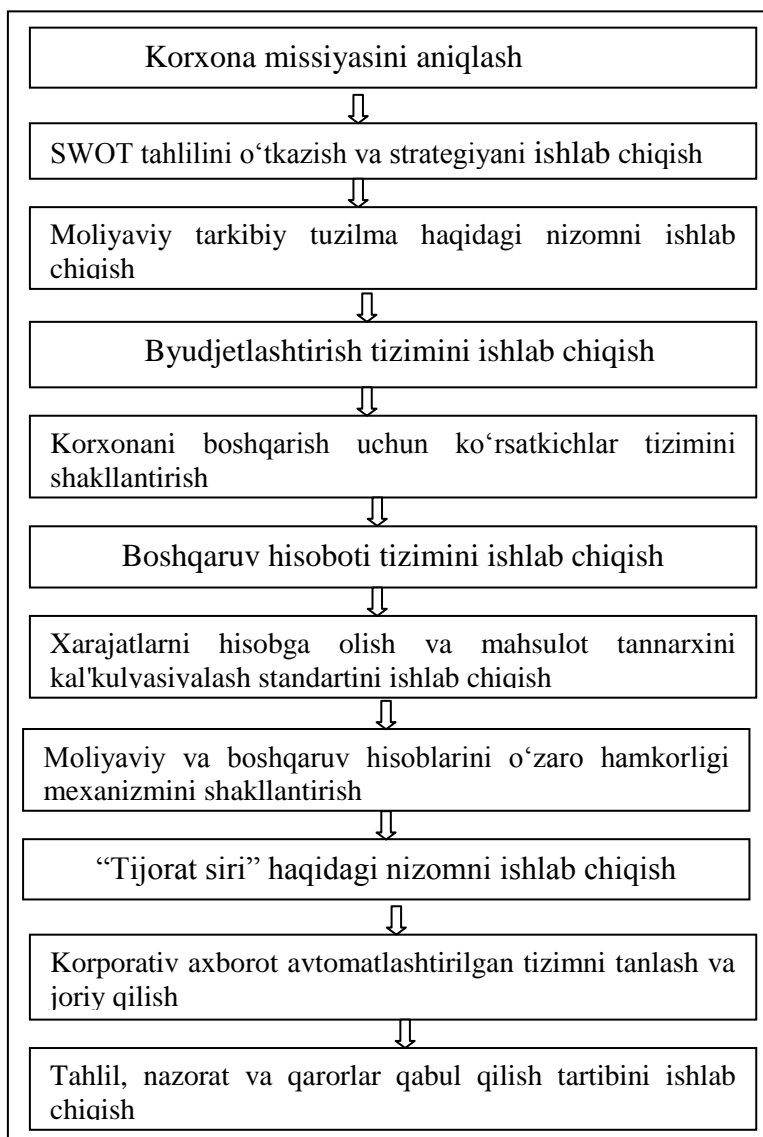 Korxona missiyasini aniqlash
SWOT tahlilini o‘tkazish va strategiyani ishlab chiqish
Moliyaviy tarkibiy tuzilma haqidagi nizomni ishlab
chiqish
Byudjetlashtirish tizimini ishlab chiqish
Korxonani boshqarish uchun ko‘rsatkichlar tizimini
shakllantirish
Boshqaruv hisoboti tizimini ishlab chiqish
Xarajatlarni hisobga olish va mahsulot tannarxini
kal'kulyasiyalash standartini ishlab chiqish
Moliyaviy va boshqaruv hisoblarini o‘zaro hamkorligi
mexanizmini shakllantirish
“Tijorat siri” haqidagi nizomni ishlab chiqish
Korporativ axborot avtomatlashtirilgan tizimni tanlash va
joriy qilish
Tahlil, nazorat va qarorlar qabul qilish tartibini ishlab
chiqish